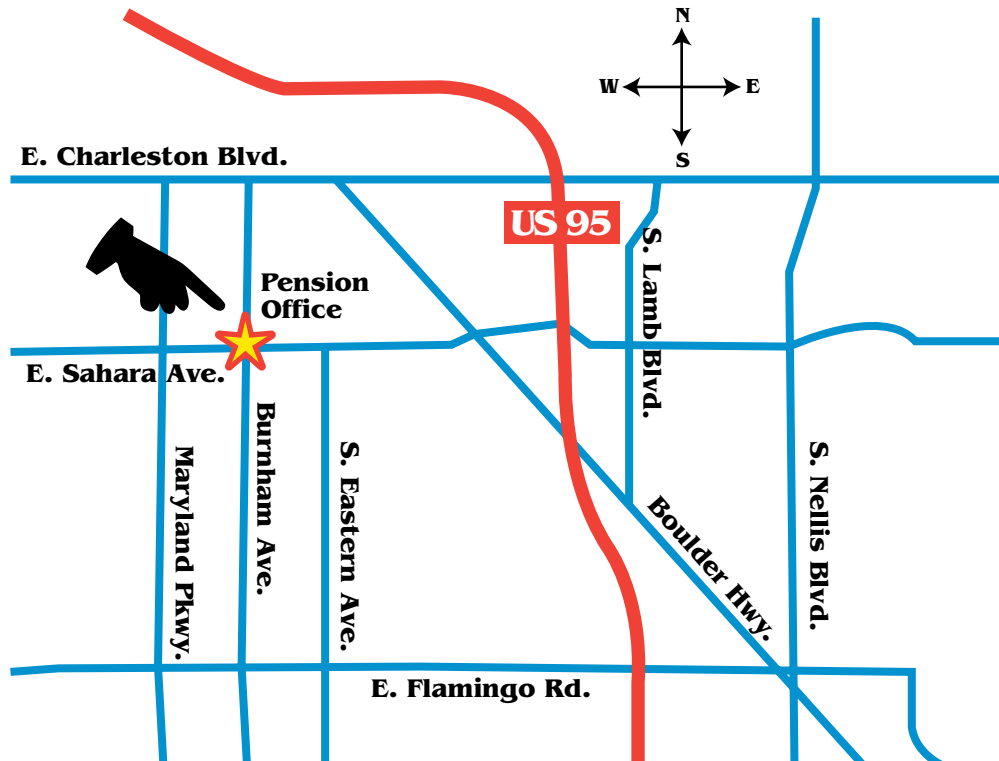 N
W E
S
E. Charleston Blvd.
US 95
S. Lamb Blvd.
Pension
Office
E. Sahara Ave.
Burnham Ave.
Maryland Pkwy.
S. Eastern Ave.
S. Nellis Blvd.
Boulder Hwy.
E. Flamingo Rd.